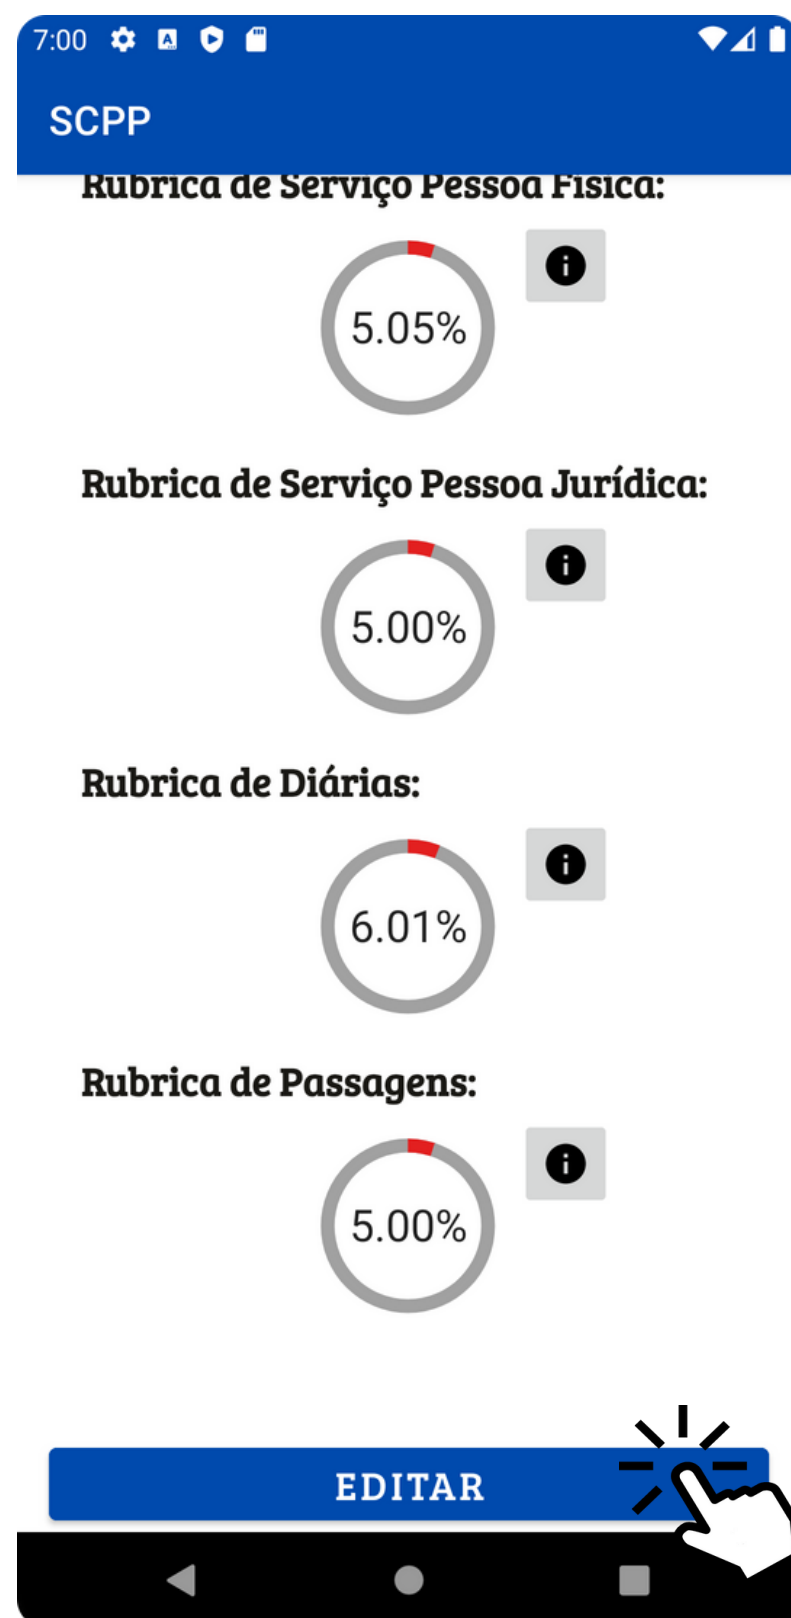 7:00
SCPP
Rubrica de Serviço Pessoa Física:
5.05%
Rubrica de Serviço Pessoa Jurídica:
5.00%
Rubrica de Diárias:
6.01%
Rubrica de Passagens:
5.00%
EDITAR